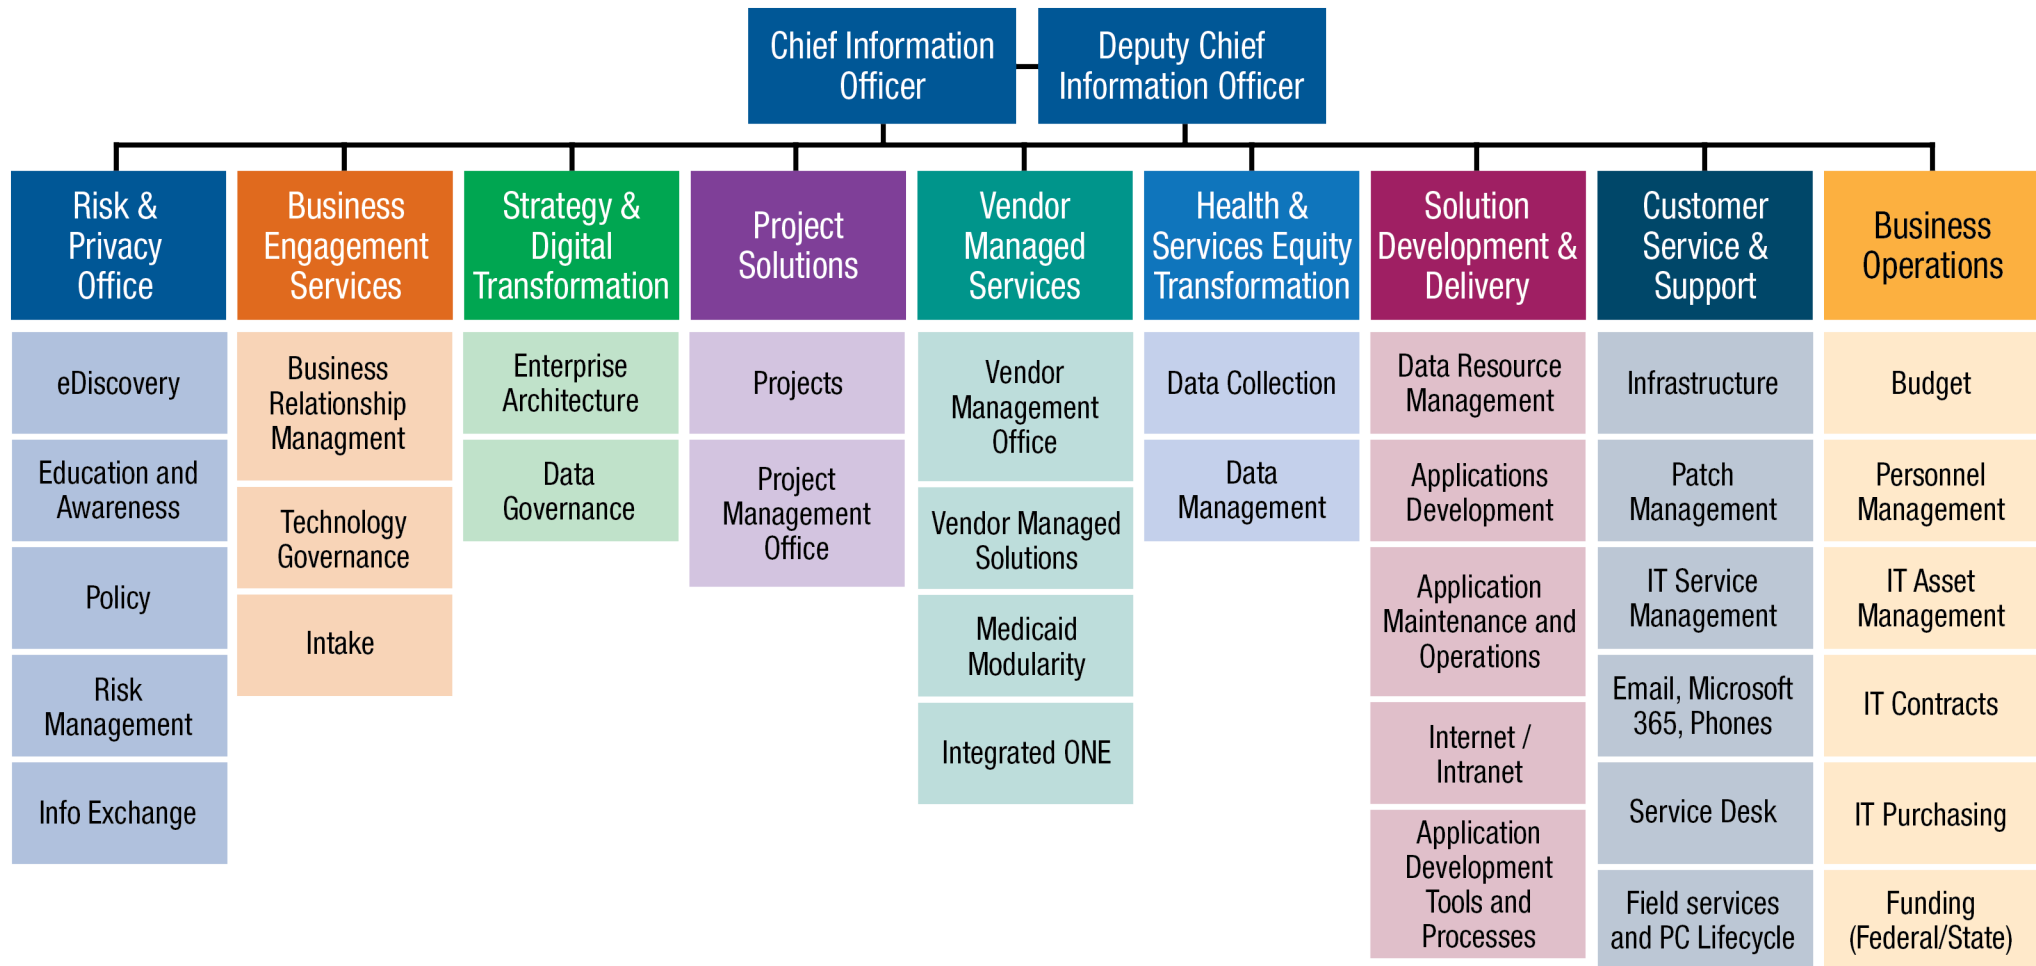 Chief Information
Officer
Deputy Chief
Information Officer
Risk &
Privacy
Office
eDiscovery
Education and
Awareness
Policy
Risk
Management
Info Exchange
Business
Engagement
Services
Business
Relationship
Managment
Technology
Governance
Intake
Strategy &
Digital
Transformation
Enterprise
Architecture
Data
Governance
Project
Solutions
Projects
Project
Management
Office
Vendor
Managed
Services
Vendor
Management
Office
Vendor Managed
Solutions
Medicaid
Modularity
Integrated ONE
Health &
Services Equity
Transformation
Data Collection
Data
Management
Solution
Development &
Delivery
Data Resource
Management
Applications
Development
Application
Maintenance and
Operations
Internet /
Intranet
Application
Development
Tools and
Processes
Customer
Service &
Support
Infrastructure
Patch
Management
IT Service
Management
Email, Microsoft
365, Phones
Service Desk
Field services
and PC Lifecycle
Business
Operations
Budget
Personnel
Management
IT Asset
Management
IT Contracts
IT Purchasing
Funding
(Federal/State)